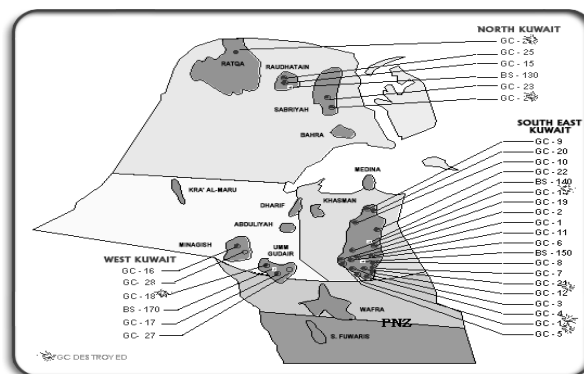 NORTH KUWAIT
GC - 25
GC - 15
BS - 130
GC - 23
RATQA
RAUDHATAIN
SABRIYAH
BAHRA
SOUTH EAST
KUWAIT
GC - 9
GC - 20
GC - 10
GC - 22
BS - 140
GC - 19
GC - 2
GC - 1
GC - 11
GC - 6
BS - 150
GC - 8
GC - 7
GC - 21
GC - 12
GC - 3
GC - 4
GC - 5
MEDINA
KRA' AL-MARU
DHARIF
KHASMAN
ABDULIYAH
MINAGISH
UMM
GUDAIR
WEST KUWAIT
GC - 16
GC - 28
GC - 18
BS - 170
GC - 17
GC - 27
WAFRA
PNZ
S. FUWARIS
GC DESTROYED